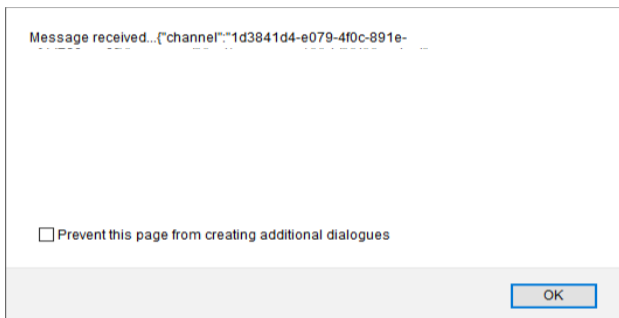 Message received...{"channel":"1d3841d4-e079-4f0c-891e-
Prevent this page from creating additional dialogues
OK